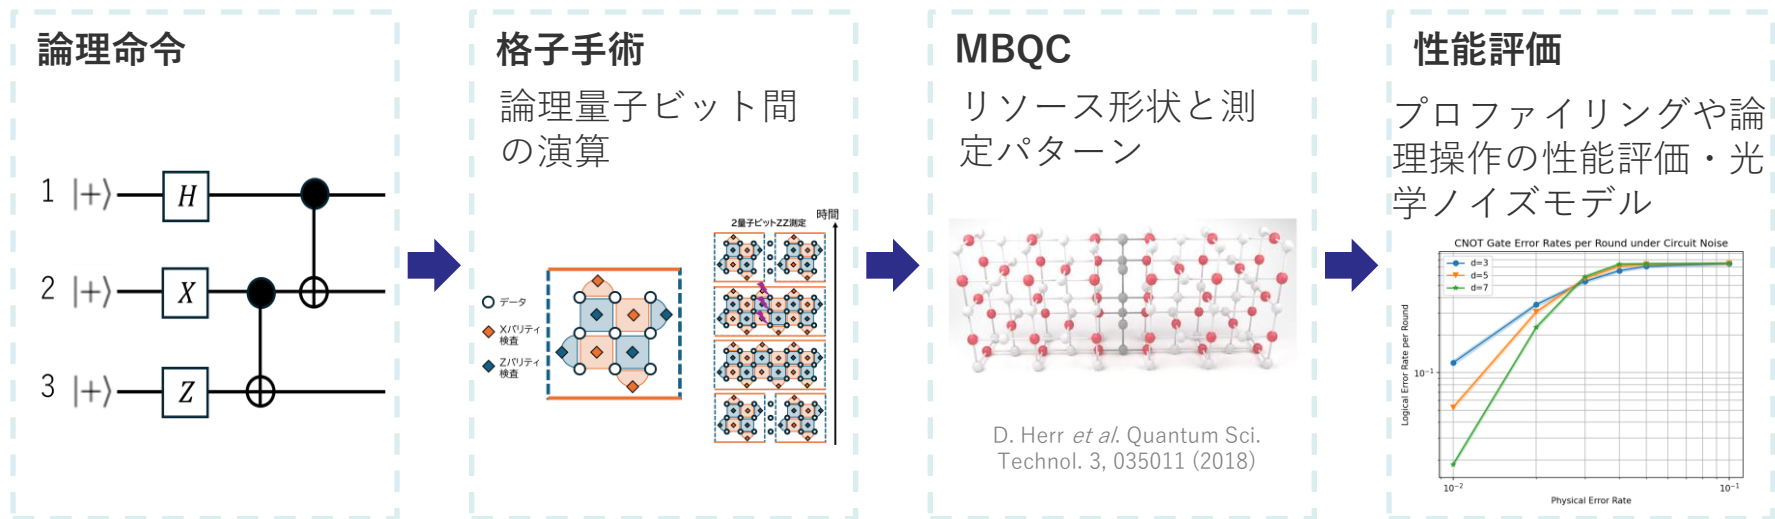 論理命令
1 |+⟩ H
2 |+⟩ X
3 |+⟩ Z
格子手術
論理量子ビット間
の演算
データ
Xパリティ
検査
Zパリティ
検査
時間
2量子ビットZZ測定
MBQC
リソース形状と測
定パターン
D. Herr et al. Quantum Sci.
Technol. 3, 035011 (2018)
性能評価
プロファイリングや論
理操作の性能評価・光
学ノイズモデル
CNOT Gate Error Rates per Round under Circuit Noise
d=3
d=5
d=7
Logical Error Rate per Round
10⁻¹
10⁻² 10⁻¹
Physical Error Rate